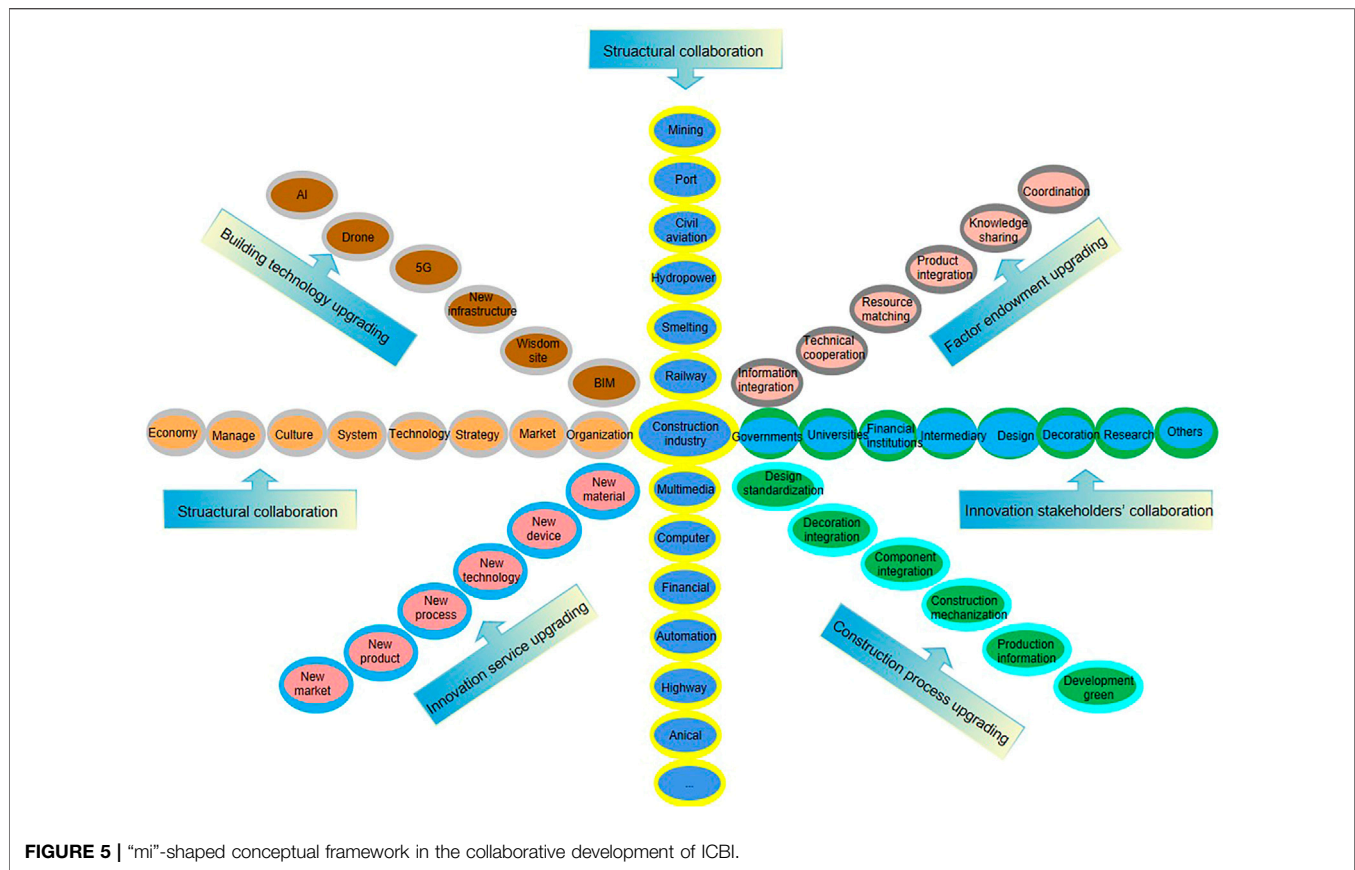 Struactural collaboration
Mining
Port
Civil
aviation
Hydropower
Smelting
Railway
Construction
industry
Multimedia
Computer
Financial
Automation
Highway
Anical
...
AI
Drone
5G
New
infrastructure
Wisdom
site
BIM
Building technology upgrading
Coordination
Knowledge
sharing
Product
integration
Resource
matching
Technical
cooperation
Information
integration
Factor endowment upgrading
Economy
Manage
Culture
System
Technology
Strategy
Market
Organization
Struactural collaboration
Governments
Universities
Financial
institutions
Intermediary
Design
Decoration
Research
Others
Innovation stakeholders' collaboration
New
material
New
device
New
technology
New
process
New
product
New
market
Innovation service upgrading
Design
standardization
Decoration
integration
Component
integration
Construction
mechanization
Production
information
Development
green
Construction process upgrading
FIGURE 5 | “mi”-shaped conceptual framework in the collaborative development of ICBI.